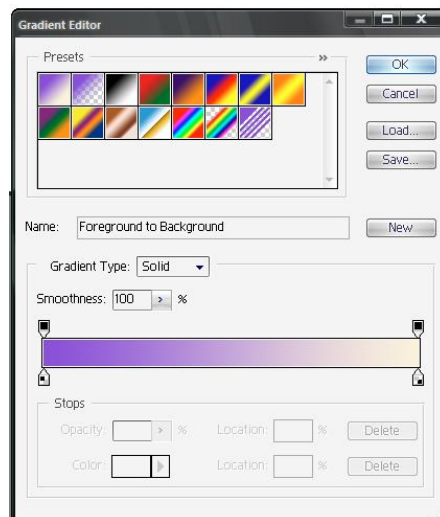 Gradient Editor
Presets
OK
Cancel
Load...
Save...
Name: Foreground to Background
New
Gradient Type: Solid
Smoothness: 100 %
Stops
Opacity: % Location: % Delete
Color: Location: % Delete